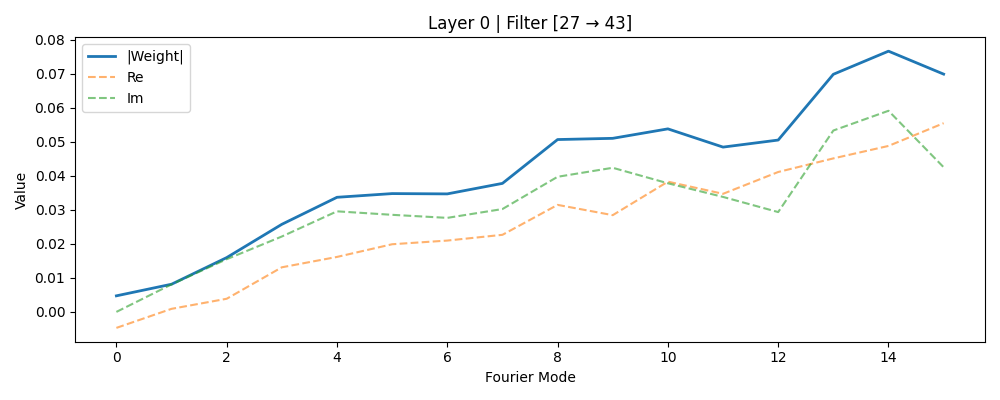 Layer 0 | Filter [27 → 43]
|Weight|
Re
Im
Value
0.08
0.07
0.06
0.05
0.04
0.03
0.02
0.01
0.00
0 2 4 6 8 10 12 14
Fourier Mode